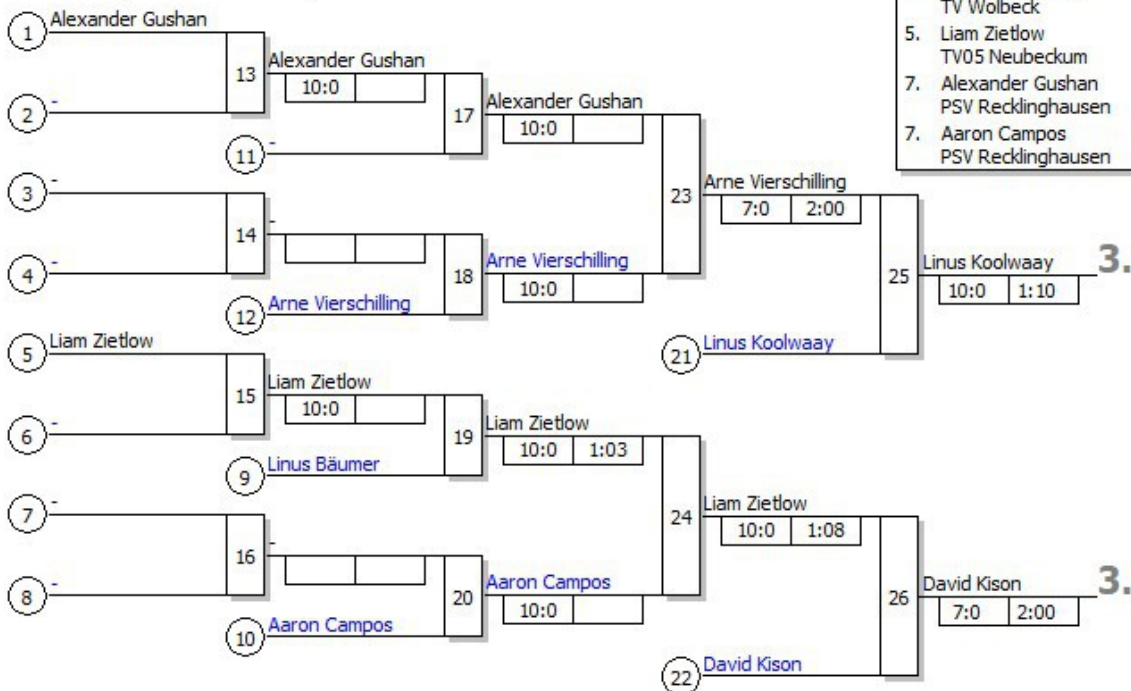 TV Wolbeck
5. Liam Zietlow
TV05 Neubeckum
7. Alexander Gushan
PSV Recklinghausen
7. Aaron Campos
PSV Recklinghausen
1 Alexander Gushan
13
Alexander Gushan
10:0
2 -
17
Alexander Gushan
10:0
11 -
3 -
23
Arne Vierschilling
7:0 2:00
14
-
4 -
18
Arne Vierschilling
10:0
12 Arne Vierschilling
25
Linus Koolwaay
10:0 1:10
3.
21 Linus Koolwaay
5 Liam Zietlow
15
Liam Zietlow
10:0
6 -
19
Liam Zietlow
10:0 1:03
9 Linus Bäumer
7 -
24
Liam Zietlow
10:0 1:08
16
-
8 -
20
Aaron Campos
10:0
10 Aaron Campos
26
David Kison
7:0 2:00
3.
22 David Kison